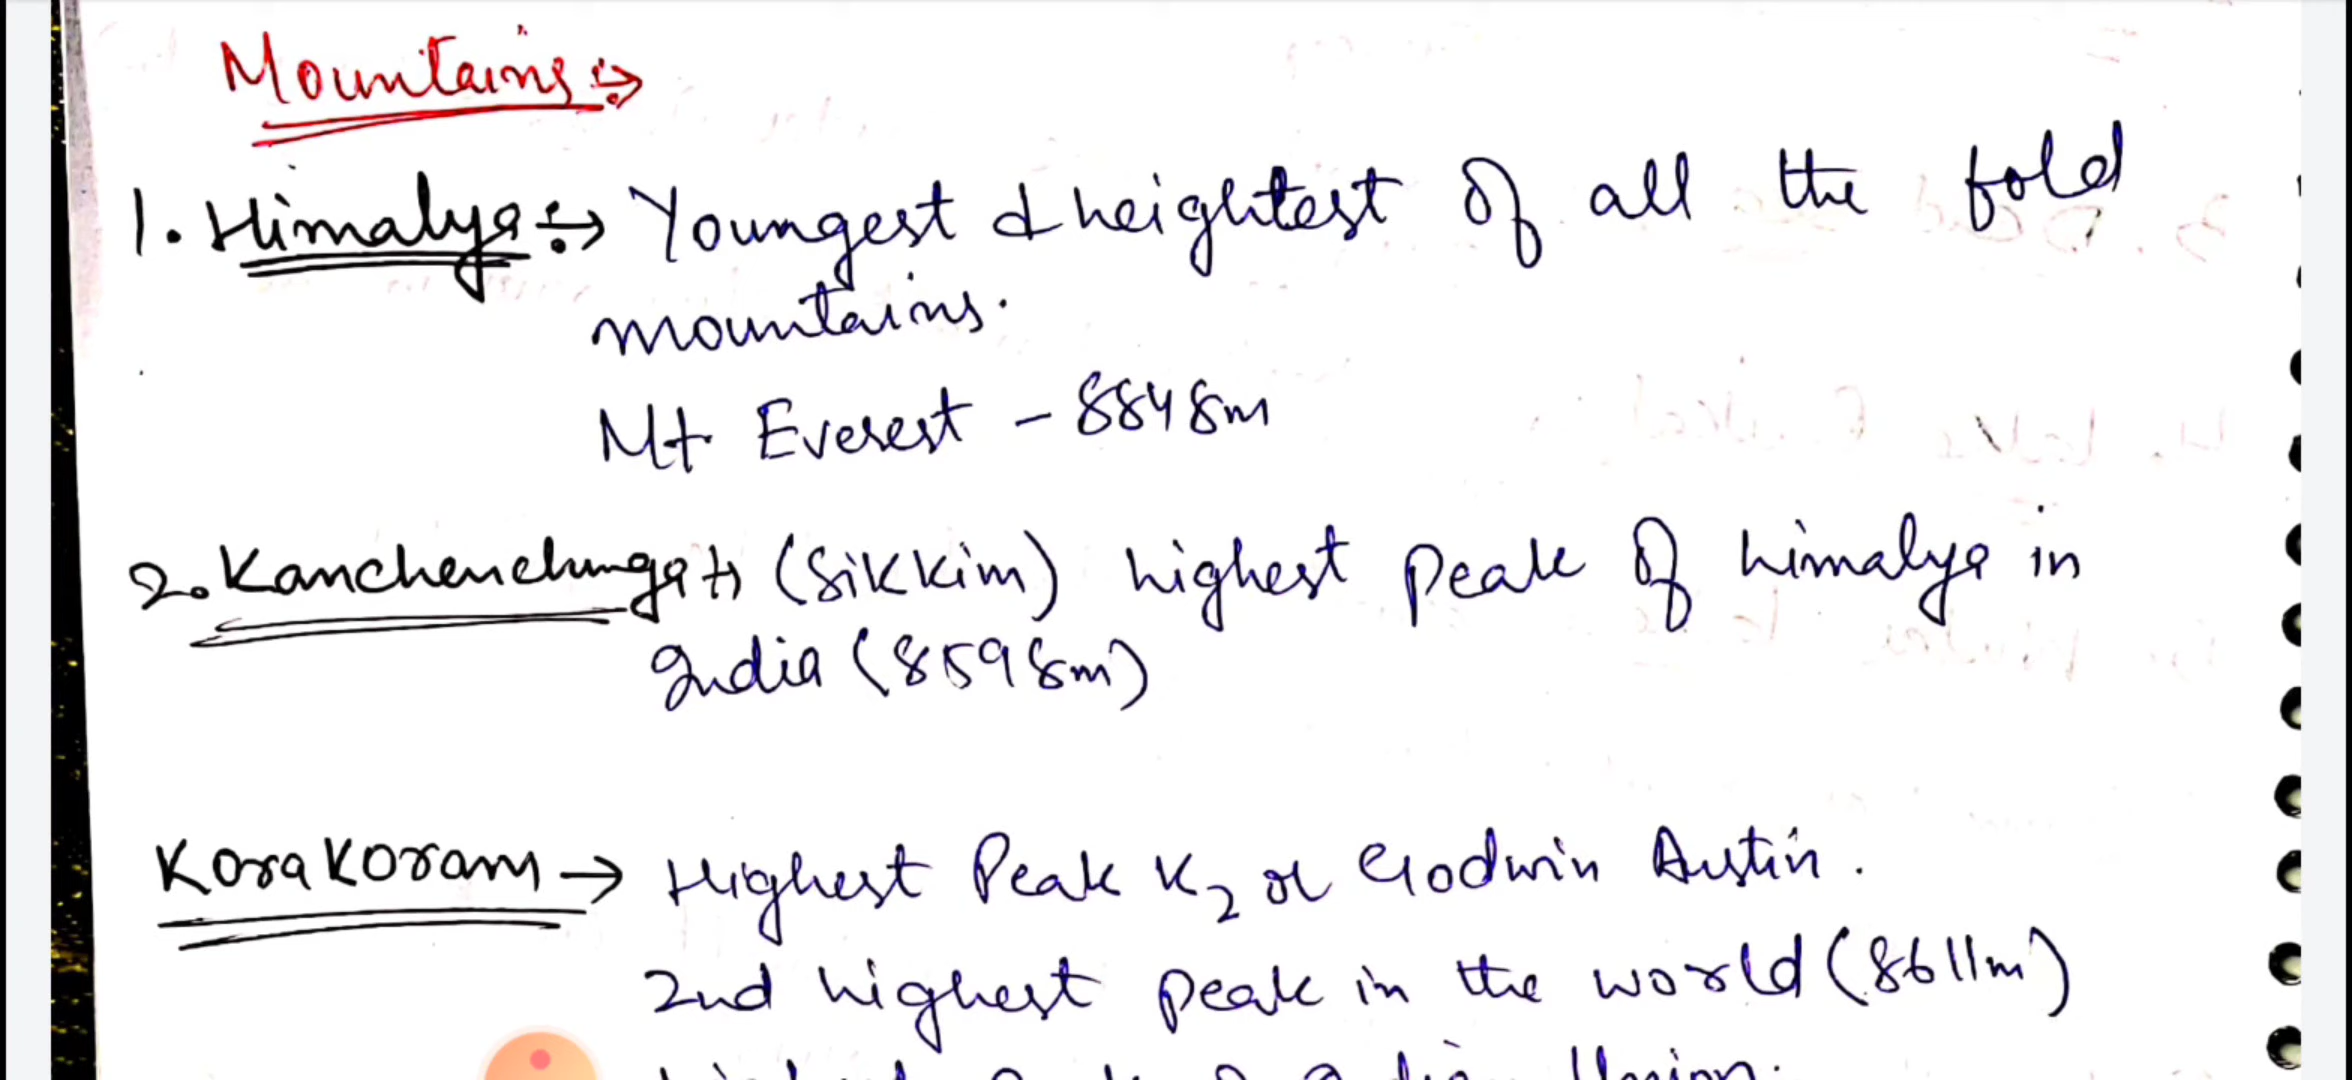 Mountains :→
1. Himalya :→ Youngest & heightest of all the fold
mountains.
Mt Everest - 8848m
2. Kanchenchunga :→ (Sikkim) highest Peak of himalya in
India (8598m)
KoraKoram → Highest Peak K2 or Godwin Austin.
2nd highest peak in the world (8611m)